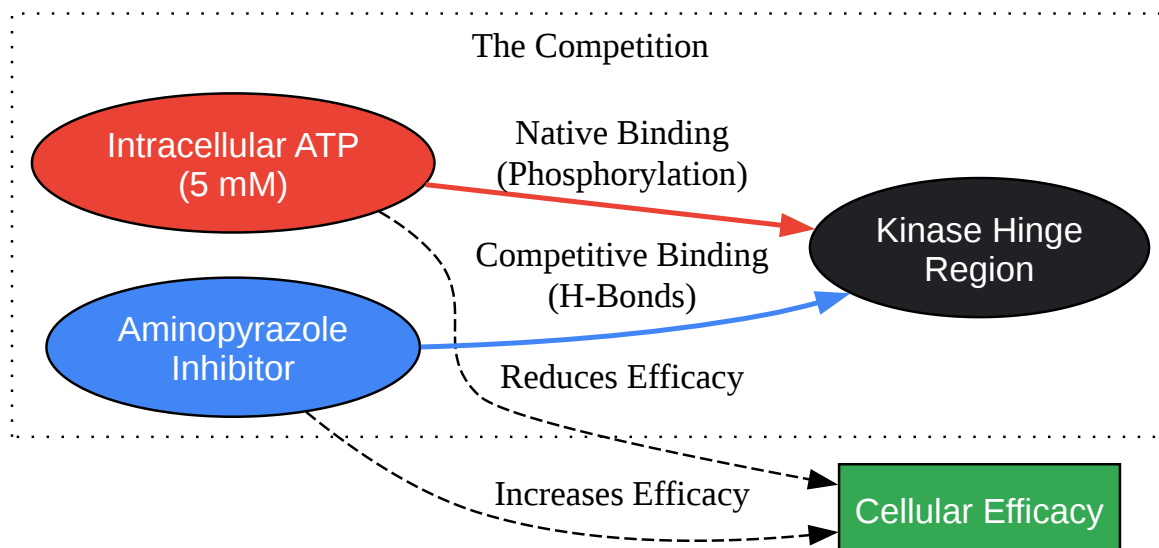 The Competition
Intracellular ATP
(5 mM)
Native Binding
(Phosphorylation)
Kinase Hinge
Region
Competitive Binding
(H-Bonds)
Aminopyrazole
Inhibitor
Reduces Efficacy
Increases Efficacy
Cellular Efficacy